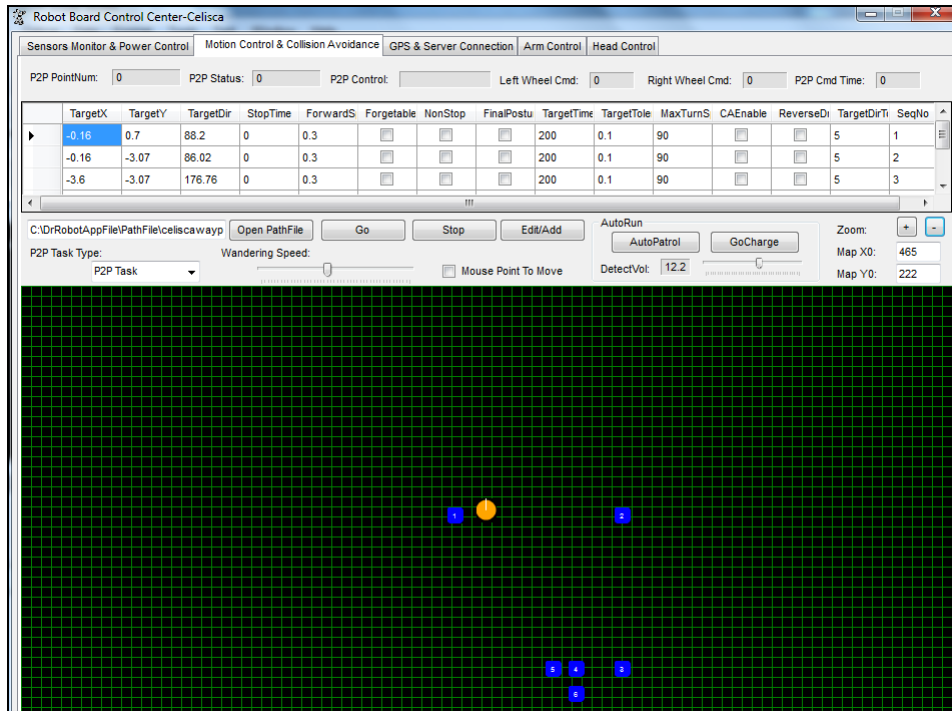 Robot Board Control Center-Celisca
Sensors Monitor & Power Control Motion Control & Collision Avoidance GPS & Server Connection Arm Control Head Control
P2P PointNum: 0 P2P Status: 0 P2P Control: Left Wheel Cmd: 0 Right Wheel Cmd: 0 P2P Cmd Time: 0
TargetX TargetY TargetDir StopTime ForwardS Forgetable NonStop FinalPostu TargetTime TargetTole MaxTurnS CAEnable ReverseD TargetDirT SeqNo
-0.16 0.7 88.2 0 0.3 200 0.1 90 5 1
-0.16 -3.07 86.02 0 0.3 200 0.1 90 5 2
-3.6 -3.07 176.76 0 0.3 200 0.1 90 5 3
C:\DrRobotAppFile\PathFile\celiscawayp Open PathFile Go Stop Edit/Add AutoRun Zoom: + -
AutoPatrol GoCharge
P2P Task Type: Wandering Speed: Map X0: 465
P2P Task Mouse Point To Move DetectVol: 12.2 Map Y0: 222
1 2
5 4 3
6